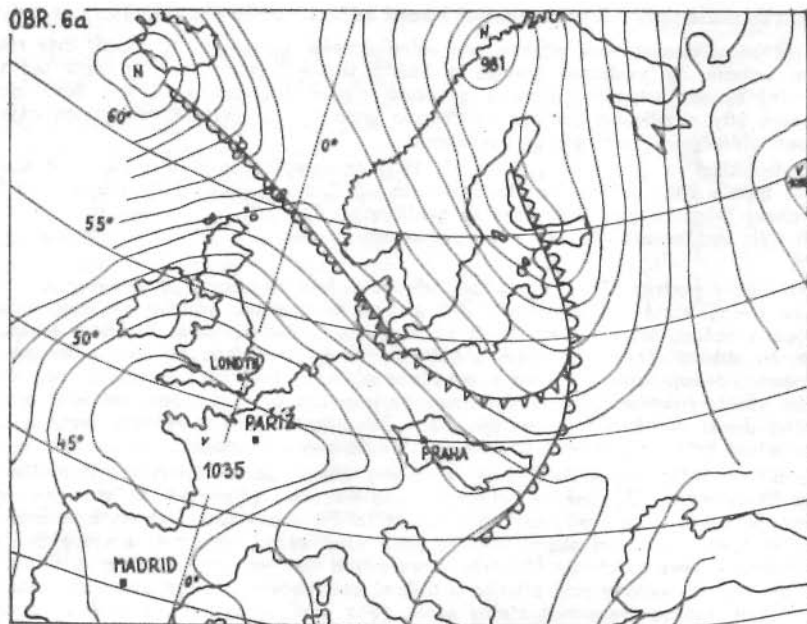 OBR. 6a
N
N
981
60°
0°
V
55°
50°
LONDÝN
PAŘÍŽ
45°
V
1035
PRAHA
MADRID
0°